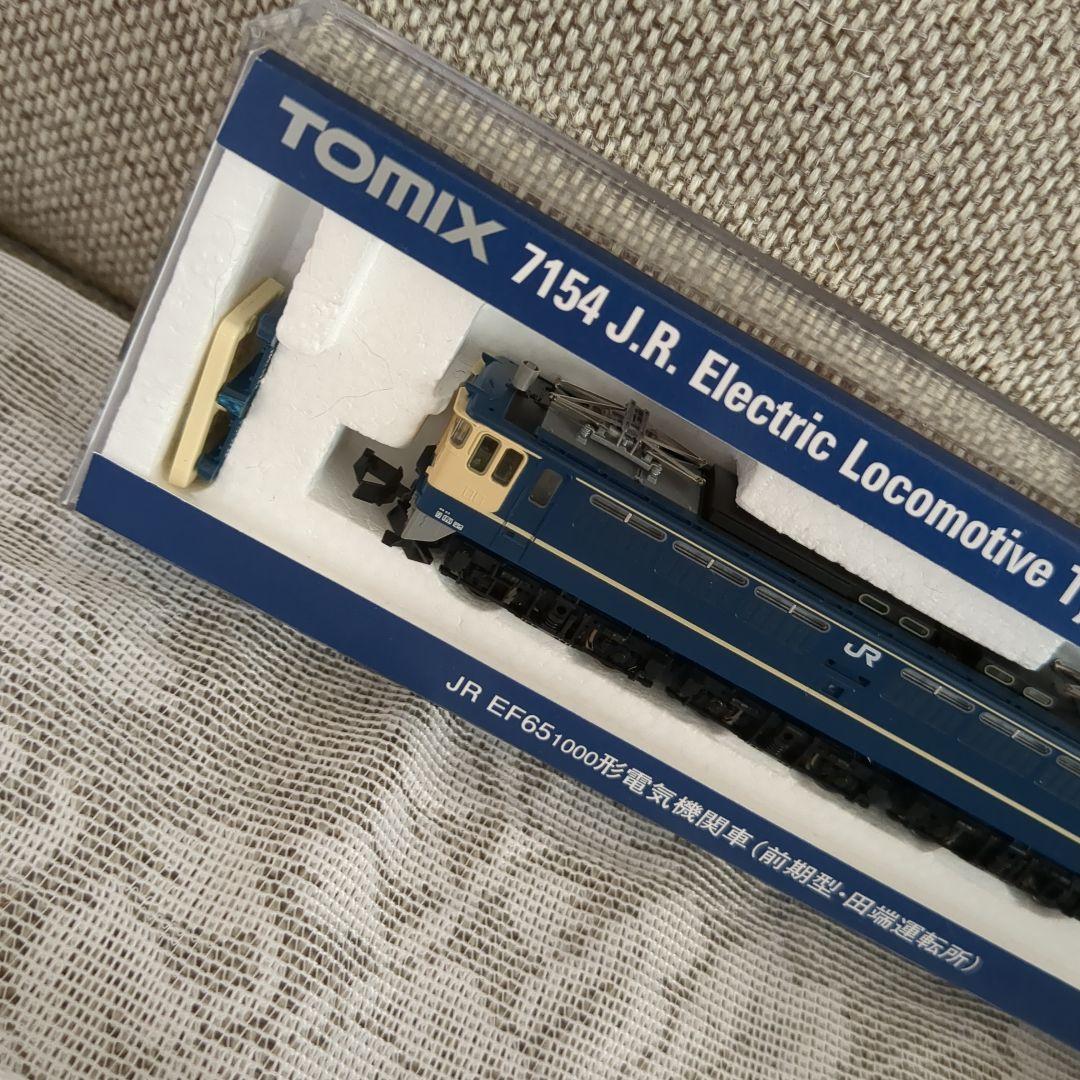 TOMIX 7154 J.R. Electric Locomotive Ty
JR
JR EF651000形電気機関車(前期型・田端運転所)